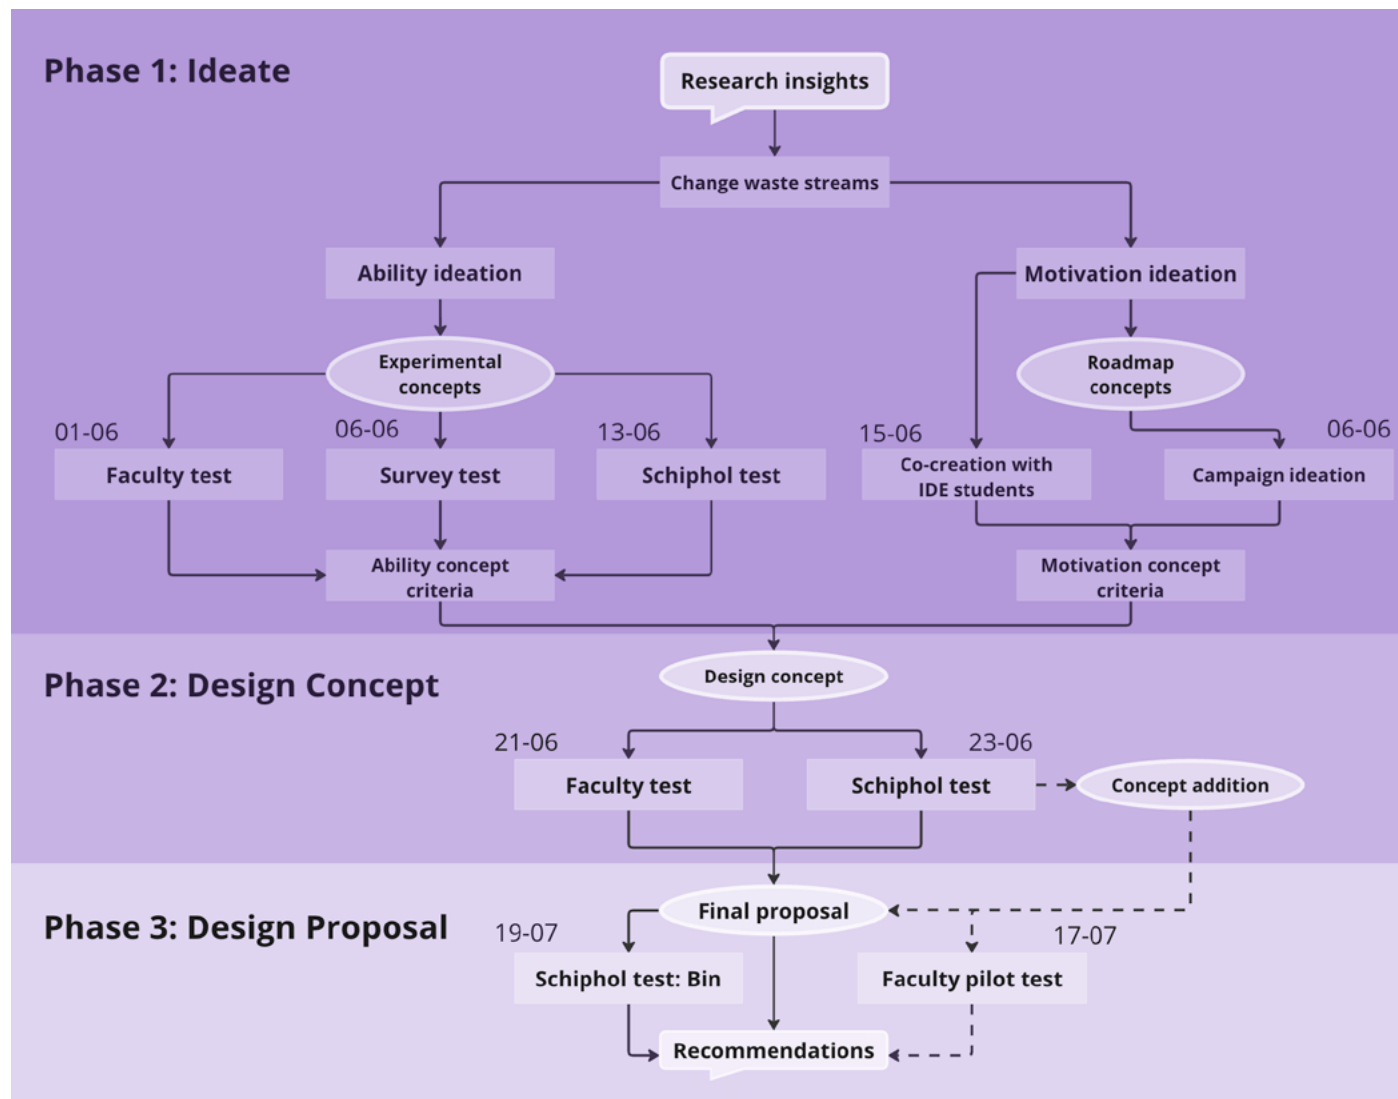 Phase 1: Ideate
Research insights
Change waste streams
Ability ideation
Motivation ideation
Experimental
concepts
Roadmap
concepts
01-06
06-06
13-06
15-06
06-06
Faculty test
Survey test
Schiphol test
Co-creation with
IDE students
Campaign ideation
Ability concept
criteria
Motivation concept
criteria
Phase 2: Design Concept
Design concept
21-06
23-06
Faculty test
Schiphol test
Concept addition
Phase 3: Design Proposal
Final proposal
19-07
17-07
Schiphol test: Bin
Faculty pilot test
Recommendations